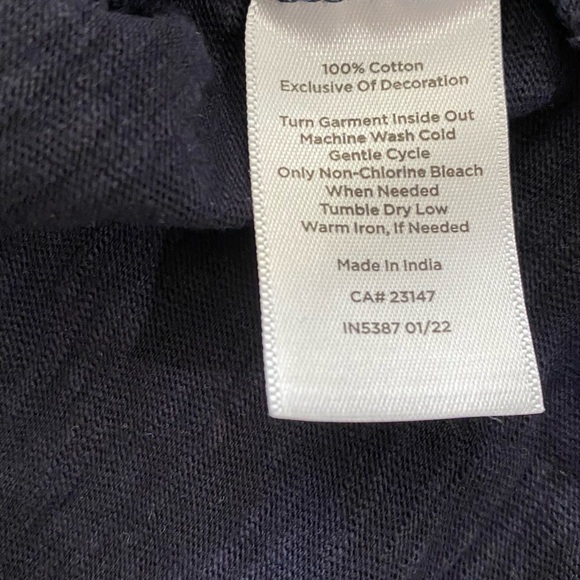 100% Cotton
Exclusive Of Decoration
Turn Garment Inside Out
Machine Wash Cold
Gentle Cycle
Only Non-Chlorine Bleach
When Needed
Tumble Dry Low
Warm Iron, If Needed
Made In India
CA# 23147
IN5387 01/22